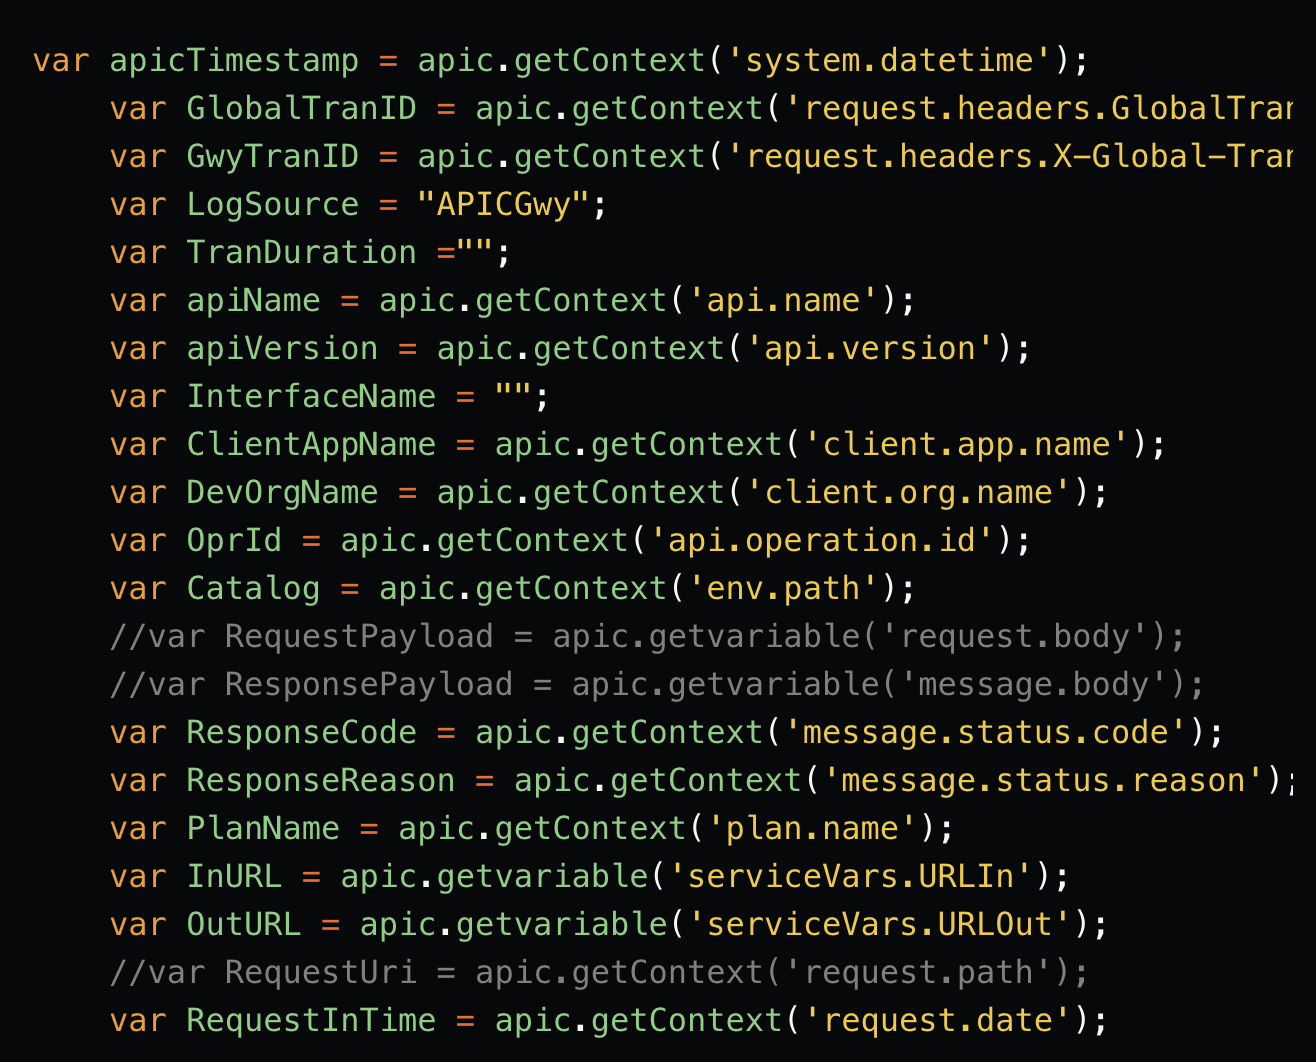 var apicTimestamp = apic.getContext('system.datetime');
    var GlobalTranID = apic.getContext('request.headers.GlobalTran
    var GwyTranID = apic.getContext('request.headers.X-Global-Tran
    var LogSource = "APICGwy";
    var TranDuration ="";
    var apiName = apic.getContext('api.name');
    var apiVersion = apic.getContext('api.version');
    var InterfaceName = "";
    var ClientAppName = apic.getContext('client.app.name');
    var DevOrgName = apic.getContext('client.org.name');
    var OprId = apic.getContext('api.operation.id');
    var Catalog = apic.getContext('env.path');
    //var RequestPayload = apic.getvariable('request.body');
    //var ResponsePayload = apic.getvariable('message.body');
    var ResponseCode = apic.getContext('message.status.code');
    var ResponseReason = apic.getContext('message.status.reason');
    var PlanName = apic.getContext('plan.name');
    var InURL = apic.getvariable('serviceVars.URLIn');
    var OutURL = apic.getvariable('serviceVars.URLOut');
    //var RequestUri = apic.getContext('request.path');
    var RequestInTime = apic.getContext('request.date');